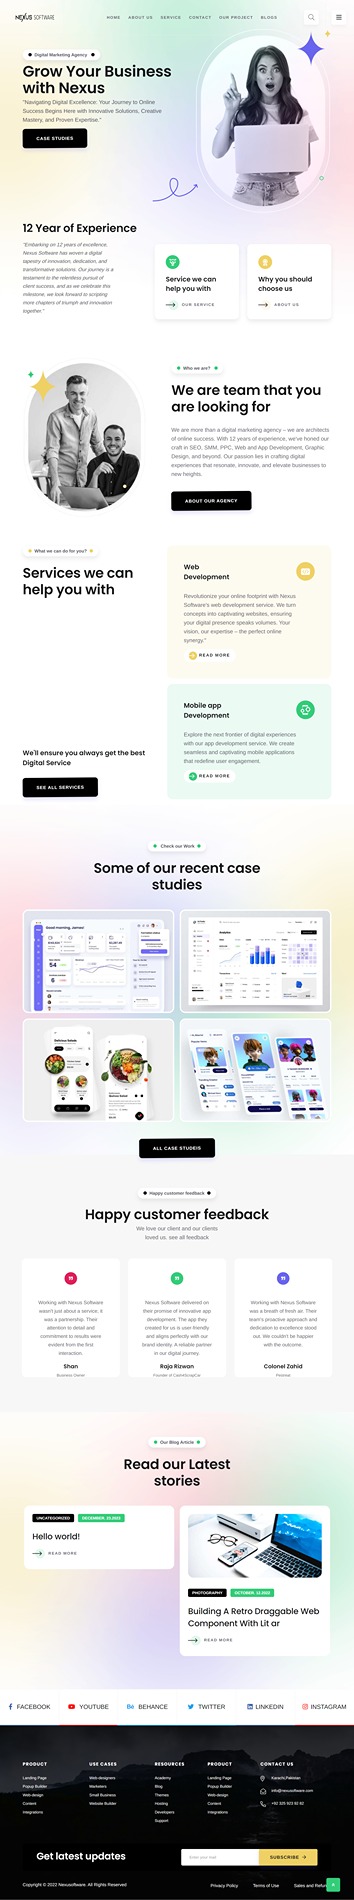 NEXUS SOFTWARE
HOME ABOUT US SERVICE CONTACT OUR PROJECT BLOGS
Digital Marketing Agency
Grow Your Business
with Nexus
"Navigating Digital Excellence: Your Journey to Online
Success Begins Here with Innovative Solutions, Creative
Mastery, and Proven Expertise."
CASE STUDIES
12 Year of Experience
"Embarking on 12 years of excellence,
Nexus Software has woven a digital
tapestry of innovation, dedication, and
transformative solutions. Our journey is a
testament to the relentless pursuit of
client success, and as we celebrate this
milestone, we look forward to scripting
more chapters of triumph and innovation
together."
Service we can
help you with
OUR SERVICE
Why you should
choose us
ABOUT US
Who we are?
We are team that you
are looking for
We are more than a digital marketing agency – we are architects
of online success. With 12 years of experience, we've honed our
craft in SEO, SMM, PPC, Web and App Development, Graphic
Design, and beyond. Our passion lies in crafting digital
experiences that resonate, innovate, and elevate businesses to
new heights.
ABOUT OUR AGENCY
What we can do for you?
Services we can
help you with
We'll ensure you always get the best
Digital Service
SEE ALL SERVICES
Web
Development
Revolutionize your online footprint with Nexus
Software's web development service. We turn
concepts into captivating websites, ensuring
your digital presence speaks volumes. Your
vision, our expertise – the perfect online
synergy."
READ MORE
Mobile app
Development
Explore the next frontier of digital experiences
with our app development service. We create
seamless and captivating mobile applications
that redefine user engagement.
READ MORE
Check our Work
Some of our recent case
studies
Good morning, James!
Analytics
ALL CASE STUDEIS
Happy customer feedback
Happy customer feedback
We love our client and our clients
loved us. see all feedback
Working with Nexus Software
wasn't just about a service; it
was a partnership. Their
attention to detail and
commitment to results were
evident from the first
interaction.
Shan
Business Owner
Nexus Software delivered on
their promise of innovative app
development. The app they
created for us is user-friendly
and aligns perfectly with our
brand identity. A reliable partner
in our digital journey.
Raja Rizwan
Founder of CashKScrapCar
Working with Nexus Software
was a breath of fresh air. Their
team's proactive approach and
dedication to excellence stood
out. We couldn't be happier
with the outcome.
Colonel Zahid
Personal
Our Blog Article
Read our Latest
stories
UNCATEGORIZED DECEMBER 23,2022
Hello world!
READ MORE
PHOTOGRAPHY OCTOBER 12,2022
Building A Retro Draggable Web
Component With Lit ar
READ MORE
FACEBOOK YOUTUBE BEHANCE TWITTER LINKEDIN INSTAGRAM
PRODUCT
Landing Page
Popup Builder
Web-design
Content
Integrations
USE CASES
Web-designers
Marketers
Small Business
Website Builder
RESOURCES
Academy
Blog
Themes
Hosting
Developers
Support
PRODUCT
Landing Page
Popup Builder
Web-design
Content
Integrations
CONTACT US
Karachi,Pakistan
info@nexusoftware.com
Get latest updates
Enter your mail
SUBSCRIBE
Copyright © 2022 Nexusoftware. All Rights Reserved
Privacy Policy Terms of Use Sales and Refun